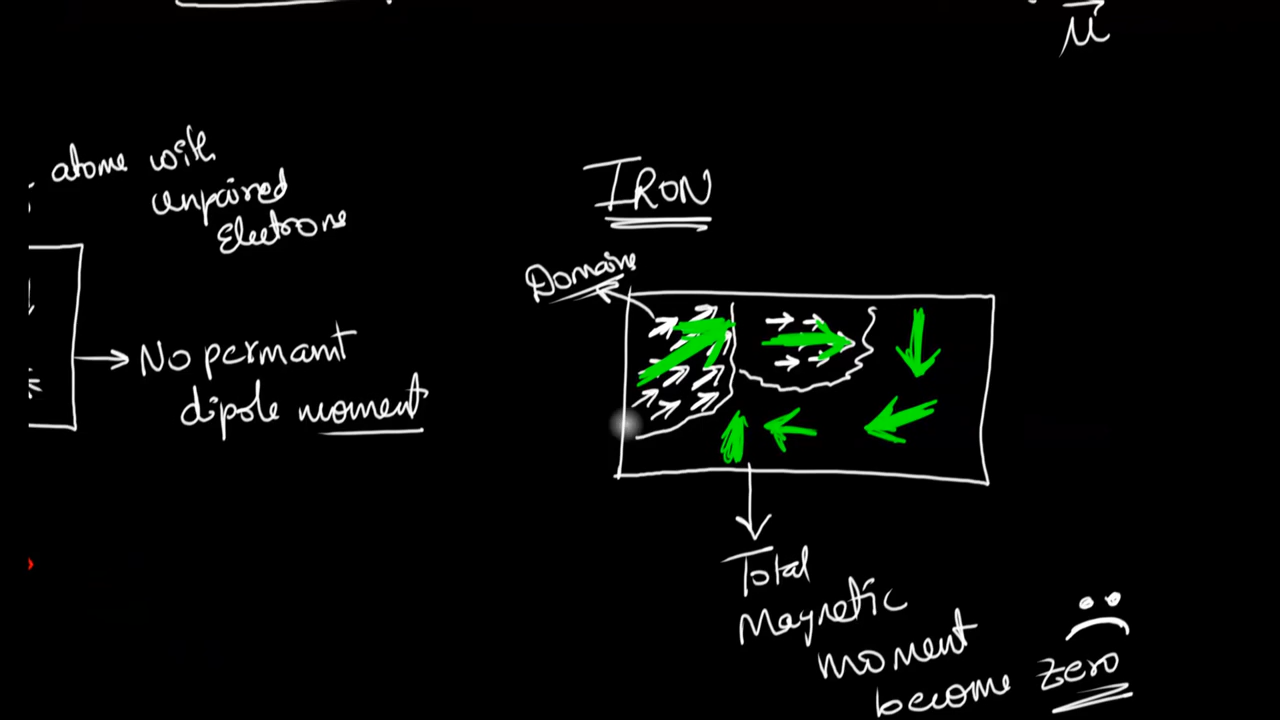 μ
atoms with
unpaired
Electrons
IRON
Domains
No permant
dipole moment
Total
Magnetic
moment
become zero